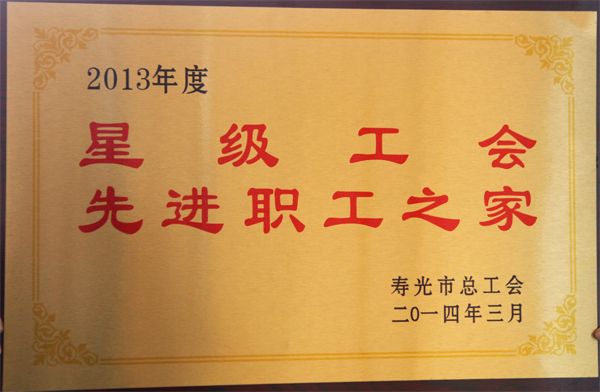 2013年度
星级工会
先进职工之家
寿光市总工会
二0一四年三月